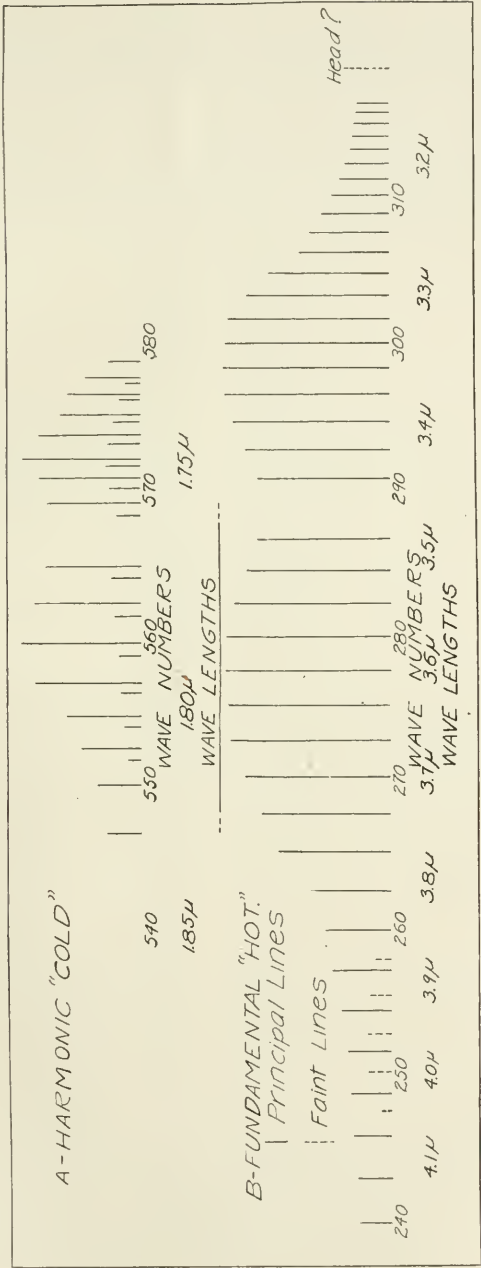 A-HARMONIC "COLD"
540 550 560 570 580
WAVE NUMBERS
1.85μ 1.80μ 1.75μ
WAVE LENGTHS
B-FUNDAMENTAL "HOT."
Principal Lines
Faint Lines
Head?
240 250 260 270 280 290 300 310
WAVE NUMBERS
4.1μ 4.0μ 3.9μ 3.8μ 3.7μ 3.6μ 3.5μ 3.4μ 3.3μ 3.2μ
WAVE LENGTHS